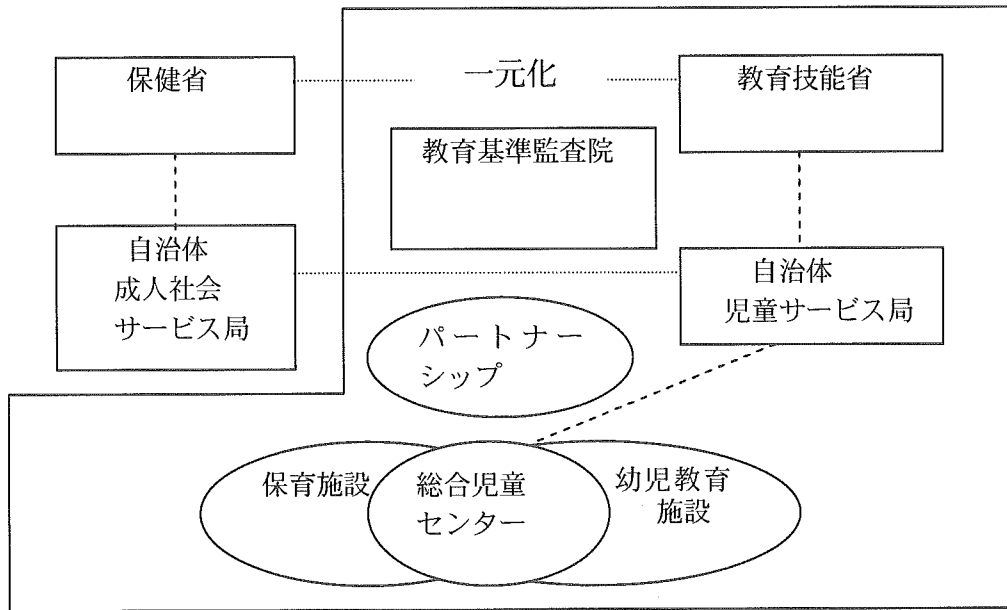 保健省
一元化
教育技能省
教育基準監査院
自治体
成人社会
サービス局
自治体
児童サービス局
パートナー
シップ
保育施設
総合児童
センター
幼児教育
施設